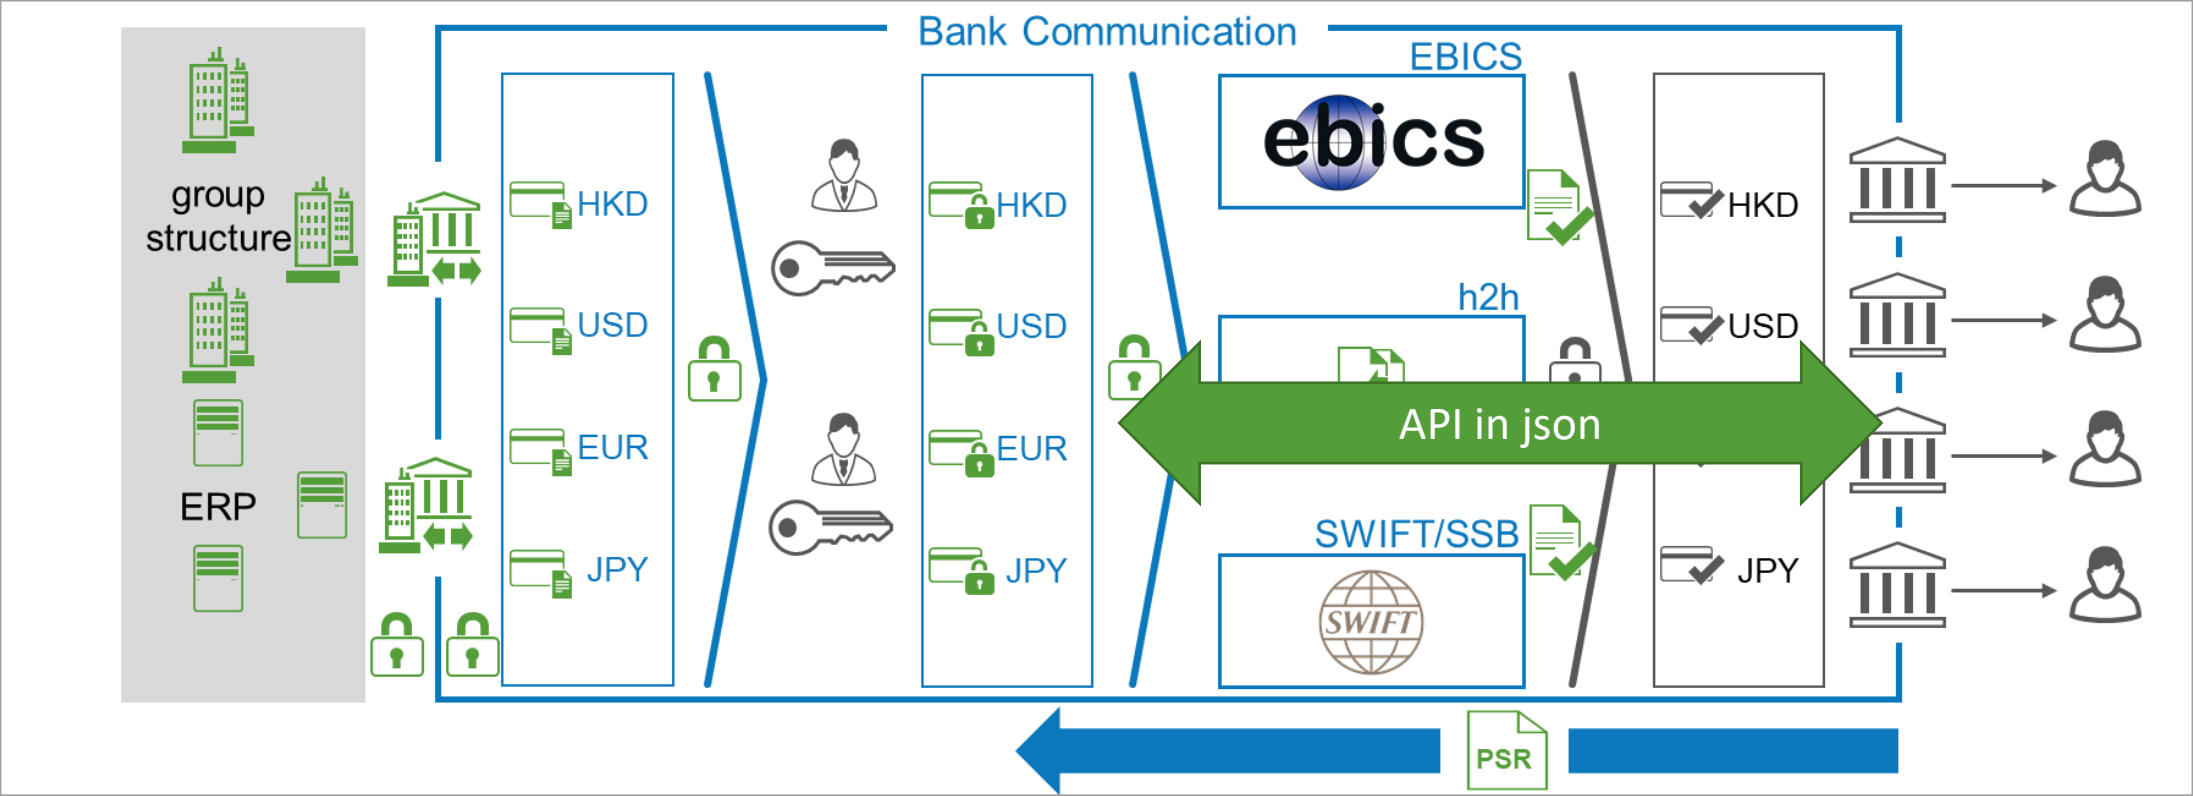 Bank Communication
group
structure
ERP
HKD
USD
EUR
JPY
HKD
USD
EUR
JPY
EBICS
ebics
h2h
API in json
SWIFT/SSB
SWIFT
HKD
USD
JPY
PSR